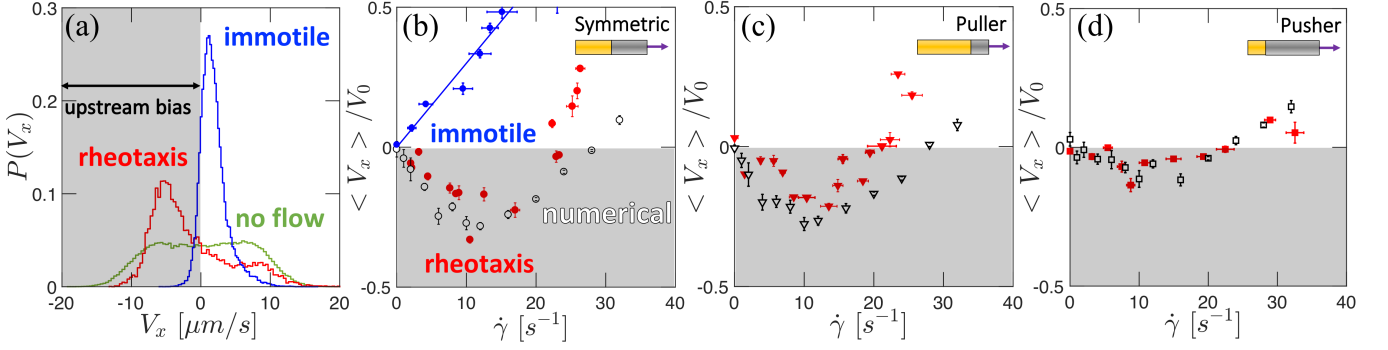 (a)
immotile
upstream bias
rheotaxis
no flow
P(V_x)
0.3
0.2
0.1
0
-20
-10
0
10
20
V_x [μm/s]
(b)
Symmetric
immotile
numerical
rheotaxis
< V_x > /V_0
0.5
0
-0.5
0
10
20
30
40
γ̇ [s⁻¹]
(c)
Puller
< V_x > /V_0
0.5
0
-0.5
0
10
20
30
40
γ̇ [s⁻¹]
(d)
Pusher
< V_x > /V_0
0.5
0
-0.5
0
10
20
30
40
γ̇ [s⁻¹]